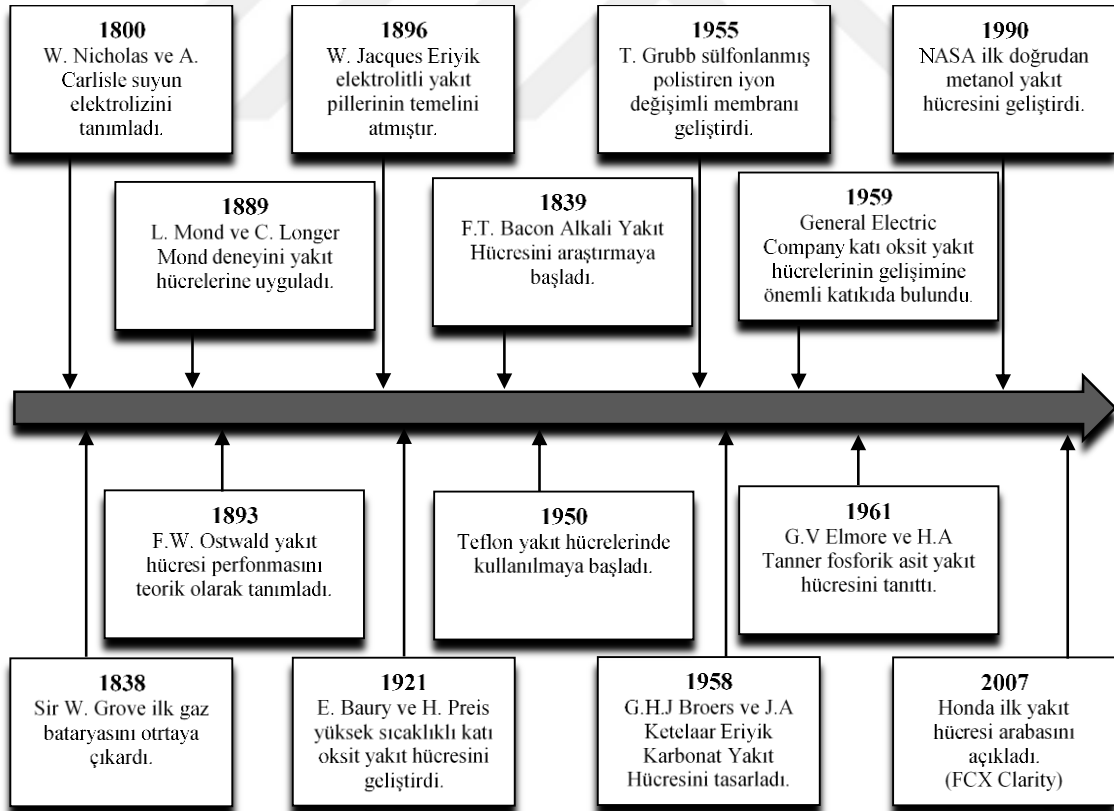 1800
W. Nicholas ve A.
Carlisle suyun
elektrolizini
tanımladı.
1896
W. Jacques Eriyik
elektrolitli yakıt
pillerinin temelini
atmıştır.
1955
T. Grubb sülfonlanmış
polistiren iyon
değişimli membranı
geliştirdi.
1990
NASA ilk doğrudan
metanol yakıt
hücresini geliştirdi.
1889
L. Mond ve C. Longer
Mond deneyini yakıt
hücrelerine uyguladı.
1839
F.T. Bacon Alkali Yakıt
Hücresini araştırmaya
başladı.
1959
General Electric
Company katı oksit yakıt
hücrelerinin gelişimine
önemli katıkıda bulundu.
1893
F.W. Ostwald yakıt
hücresi perfonmasını
teorik olarak tanımladı.
1950
Teflon yakıt hücrelerinde
kullanılmaya başladı.
1961
G.V Elmore ve H.A
Tanner fosforik asit yakıt
hücresini tanıttı.
1838
Sir W. Grove ilk gaz
bataryasını otrtaya
çıkardı.
1921
E. Baury ve H. Preis
yüksek sıcaklıklı katı
oksit yakıt hücresini
geliştirdi.
1958
G.H.J Broers ve J.A
Ketelaar Eriyik
Karbonat Yakıt
Hücresini tasarladı.
2007
Honda ilk yakıt
hücresi arabasını
açıkladı.
(FCX Clarity)